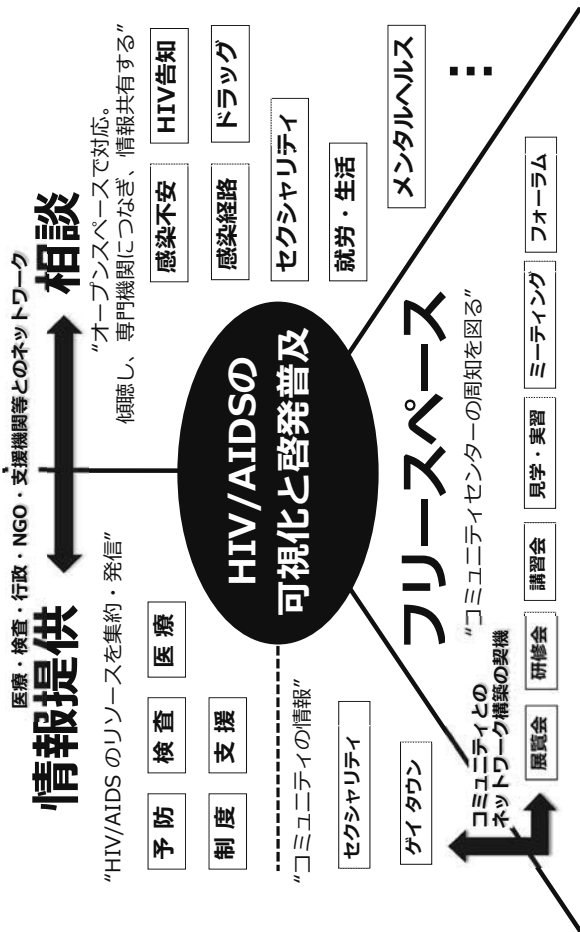 医療・検査・行政・NGO・支援機関等とのネットワーク
情報提供
“HIV/AIDS のリソースを集約・発信”
予 防
検 査
医 療
制 度
支 援
“コミュニティの情報”
セクシャリティ
ゲイ タウン
相談
“オープンスペースで対応。
傾聴し、専門機関につなぎ、情報共有する”
感染不安
HIV告知
感染経路
ドラッグ
セクシャリティ
就労・生活
メンタルヘルス
…
HIV/AIDSの
可視化と啓発普及
フリースペース
“コミュニティセンターの周知を図る”
コミュニティとの
ネットワーク構築の契機
展覧会
研修会
講習会
見学・実習
ミーティング
フォーラム